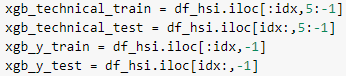 xgb_technical_train = df_hsi.iloc[:idx,5:-1]
xgb_technical_test = df_hsi.iloc[idx:,5:-1]
xgb_y_train = df_hsi.iloc[:idx,-1]
xgb_y_test = df_hsi.iloc[idx:,-1]